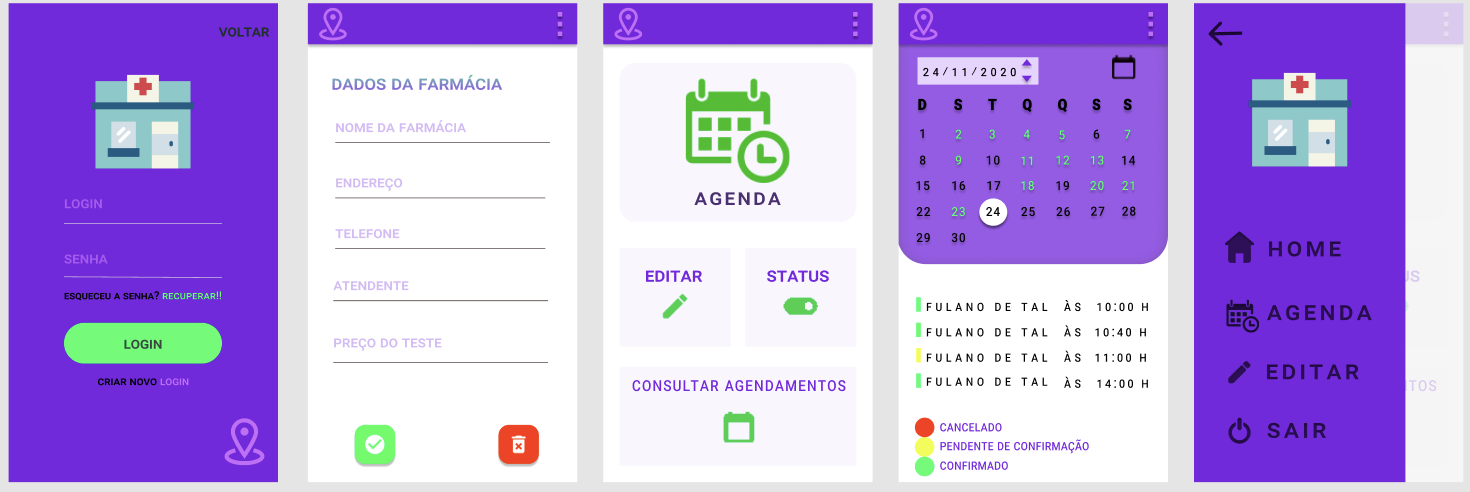 VOLTAR
LOGIN
SENHA
ESQUECEU A SENHA? RECUPERAR!!
LOGIN
CRIAR NOVO LOGIN
DADOS DA FARMÁCIA
NOME DA FARMÁCIA
ENDEREÇO
TELEFONE
ATENDENTE
PREÇO DO TESTE
AGENDA
EDITAR
STATUS
CONSULTAR AGENDAMENTOS
24/11/2020
D S T Q Q S S
1 2 3 4 5 6 7
8 9 10 11 12 13 14
15 16 17 18 19 20 21
22 23 24 25 26 27 28
29 30
FULANO DE TAL ÀS 10:00 H
FULANO DE TAL ÀS 10:40 H
FULANO DE TAL ÀS 11:00 H
FULANO DE TAL ÀS 14:00 H
CANCELADO
PENDENTE DE CONFIRMAÇÃO
CONFIRMADO
HOME
AGENDA
EDITAR
SAIR
US
TOS